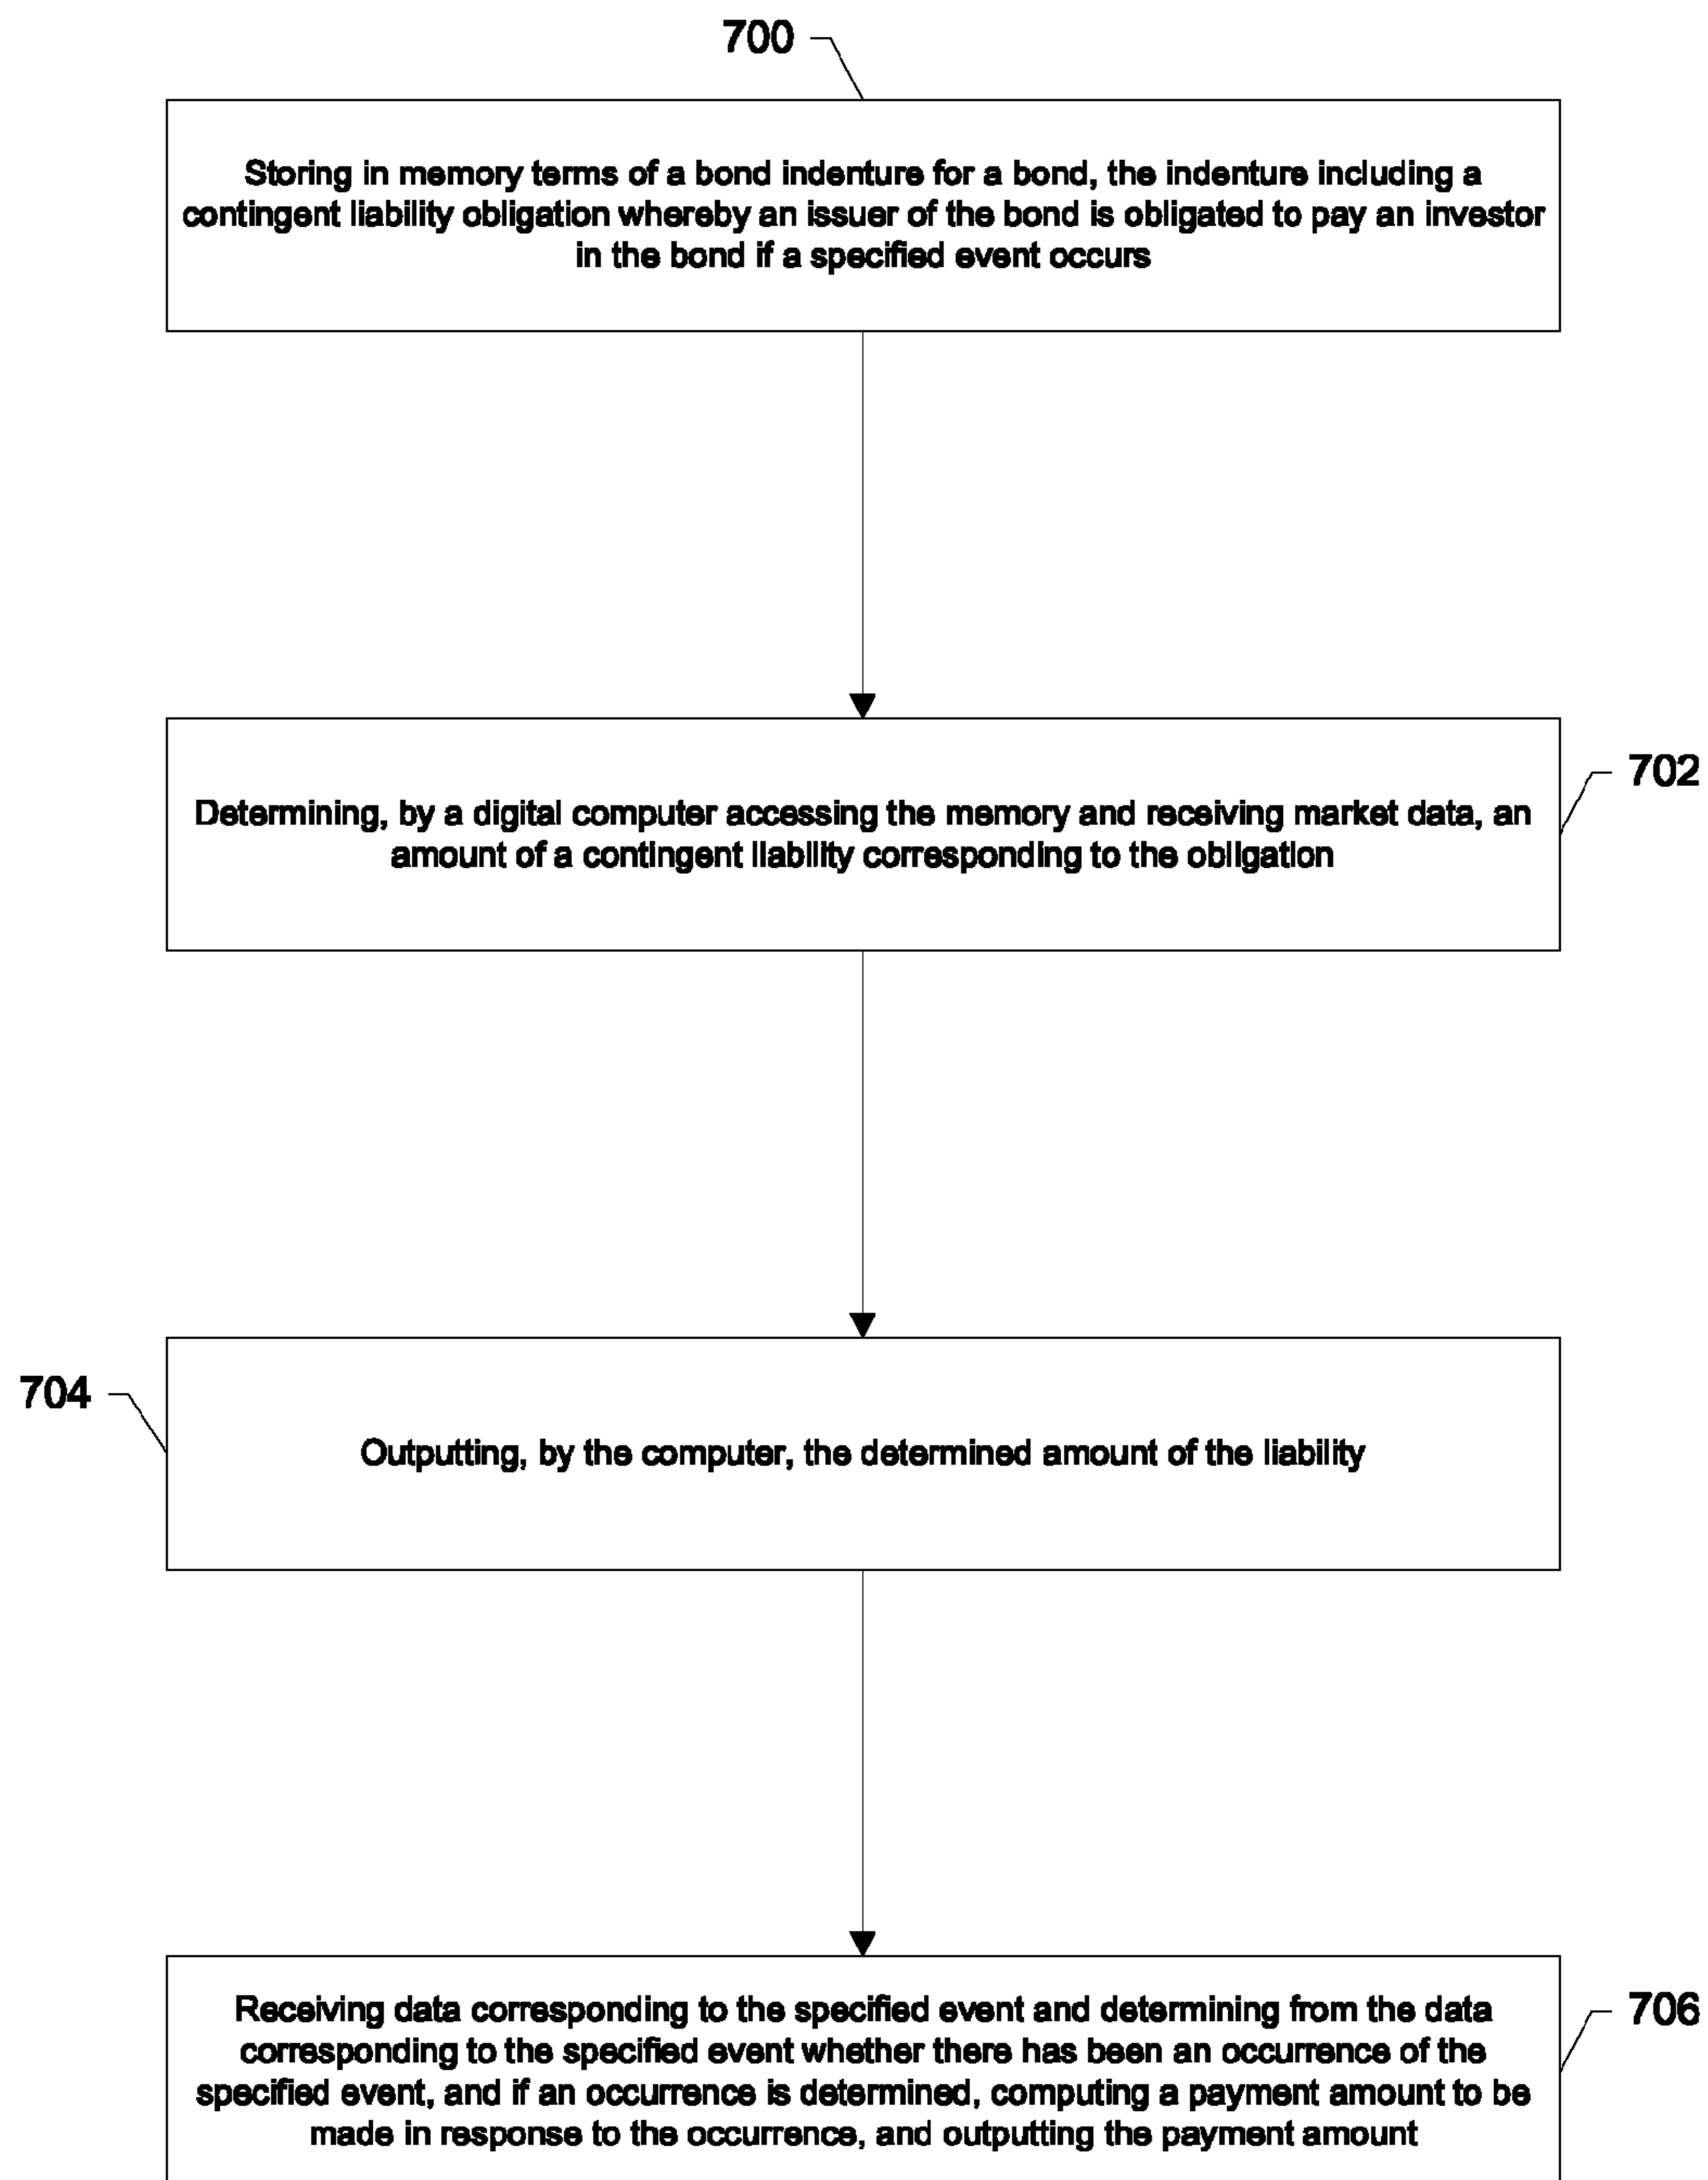 700
Storing in memory terms of a bond indenture for a bond, the indenture including a
contingent liability obligation whereby an issuer of the bond is obligated to pay an investor
in the bond if a specified event occurs
702
Determining, by a digital computer accessing the memory and receiving market data, an
amount of a contingent liability corresponding to the obligation
704
Outputting, by the computer, the determined amount of the liability
706
Receiving data corresponding to the specified event and determining from the data
corresponding to the specified event whether there has been an occurrence of the
specified event, and if an occurrence is determined, computing a payment amount to be
made in response to the occurrence, and outputting the payment amount